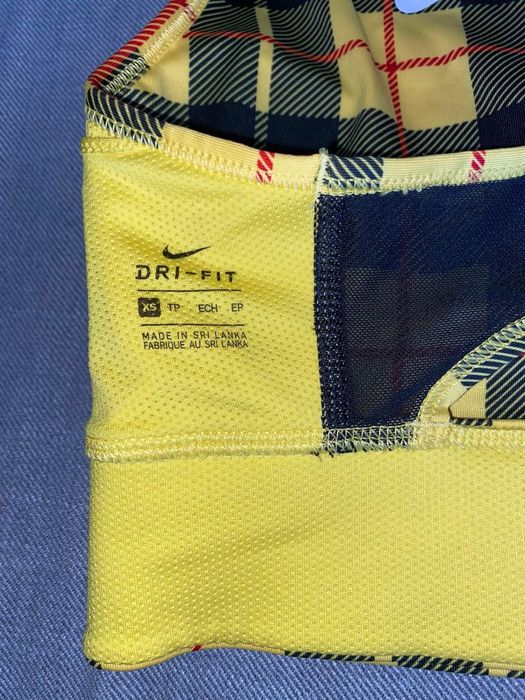 DRI-FIT
XS TP ECH EP
MADE IN SRI LANKA
FABRIQUE AU SRI LANKA